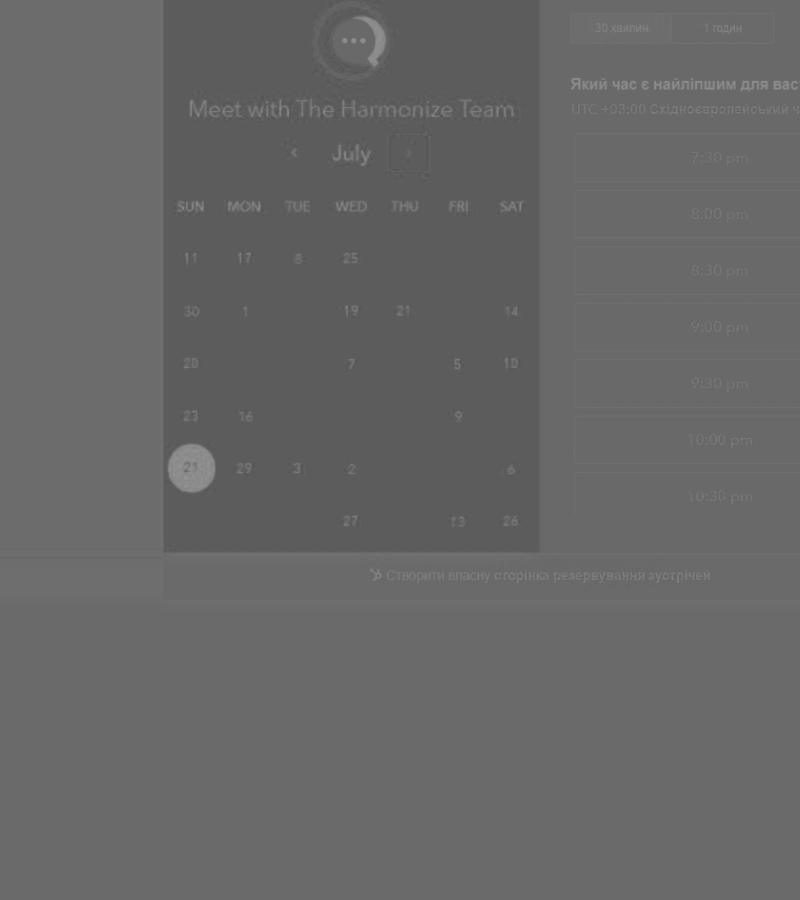 Meet with The Harmonize Team
July
SUN MON TUE WED THU FRI SAT
11 17 8 25
30 1 19 21 14
20 7 5 10
23 16 9
21 29 3 2 6
27 13 26
30 хвилин 1 годин
Який час є найліпшим для вас
UTC +03:00 Східноєвропейський ч
7:30 pm
8:00 pm
8:30 pm
9:00 pm
9:30 pm
10:00 pm
10:30 pm
Створити власну сторінка резервування зустрічей